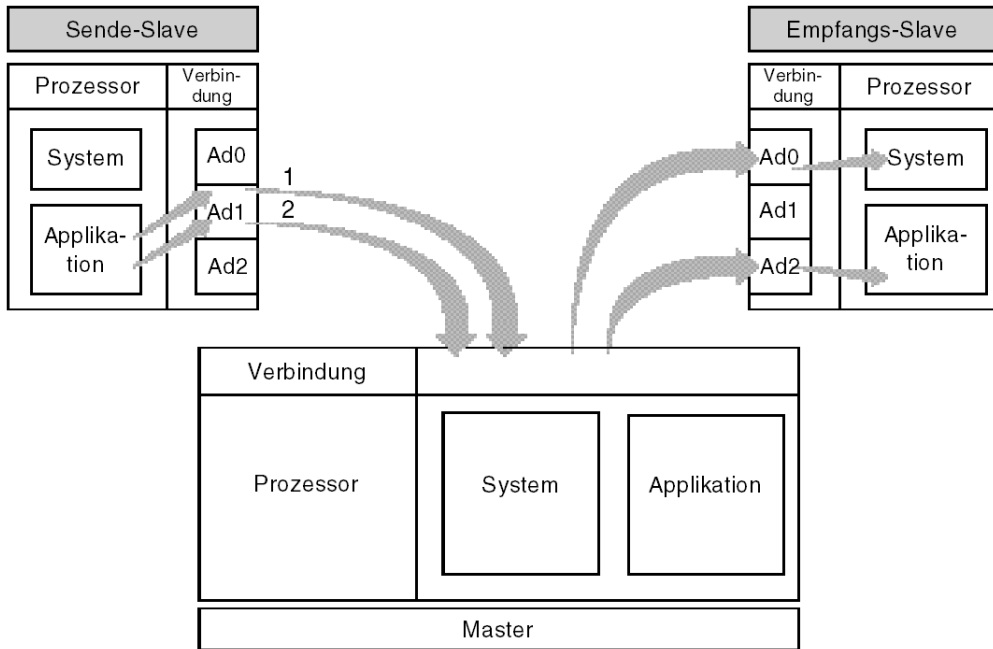 Sende-Slave
Prozessor
Verbin-
dung
System
Applika-
tion
Ad0
Ad1
Ad2
1
2
Empfangs-Slave
Verbin-
dung
Prozessor
Ad0
Ad1
Ad2
System
Applika-
tion
Verbindung
Prozessor
System
Applikation
Master